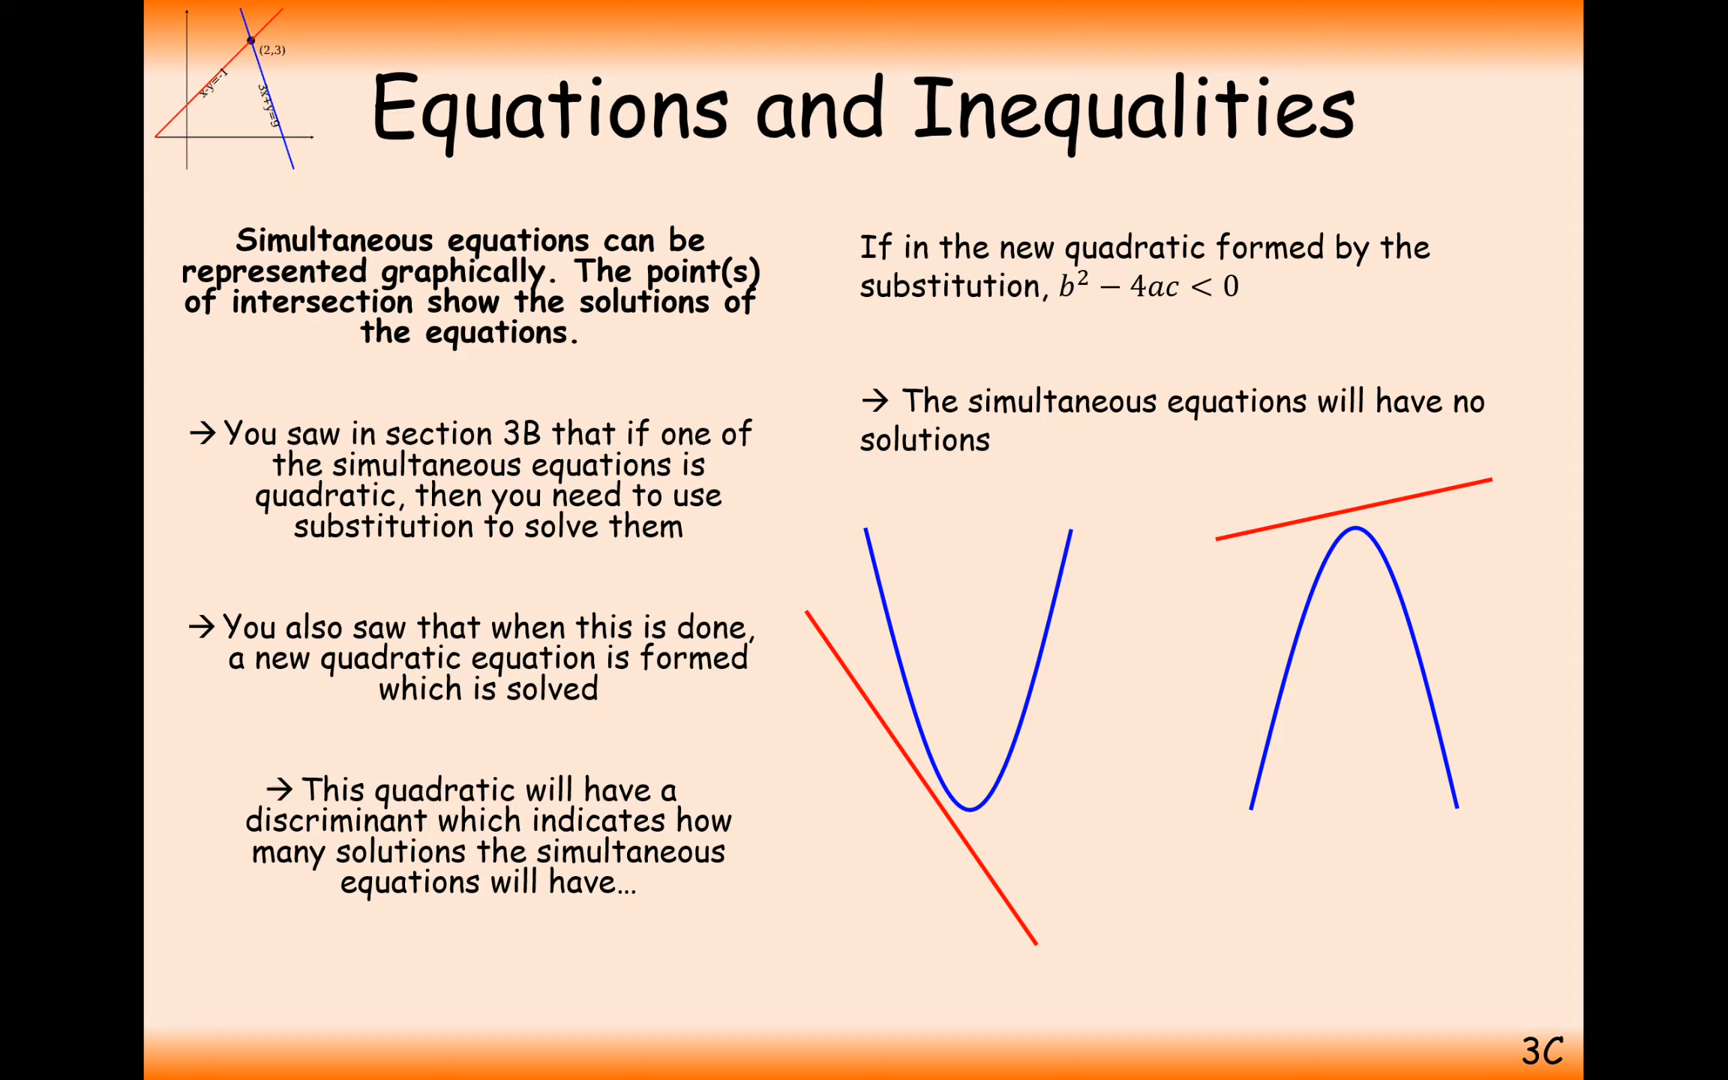 (2,3)
x-y=-1
3x+y=9
Equations and Inequalities
Simultaneous equations can be
represented graphically. The point(s)
of intersection show the solutions of
the equations.
→ You saw in section 3B that if one of
the simultaneous equations is
quadratic, then you need to use
substitution to solve them
→ You also saw that when this is done,
a new quadratic equation is formed
which is solved
→ This quadratic will have a
discriminant which indicates how
many solutions the simultaneous
equations will have…
If in the new quadratic formed by the
substitution, b² − 4ac < 0
→ The simultaneous equations will have no
solutions
3C